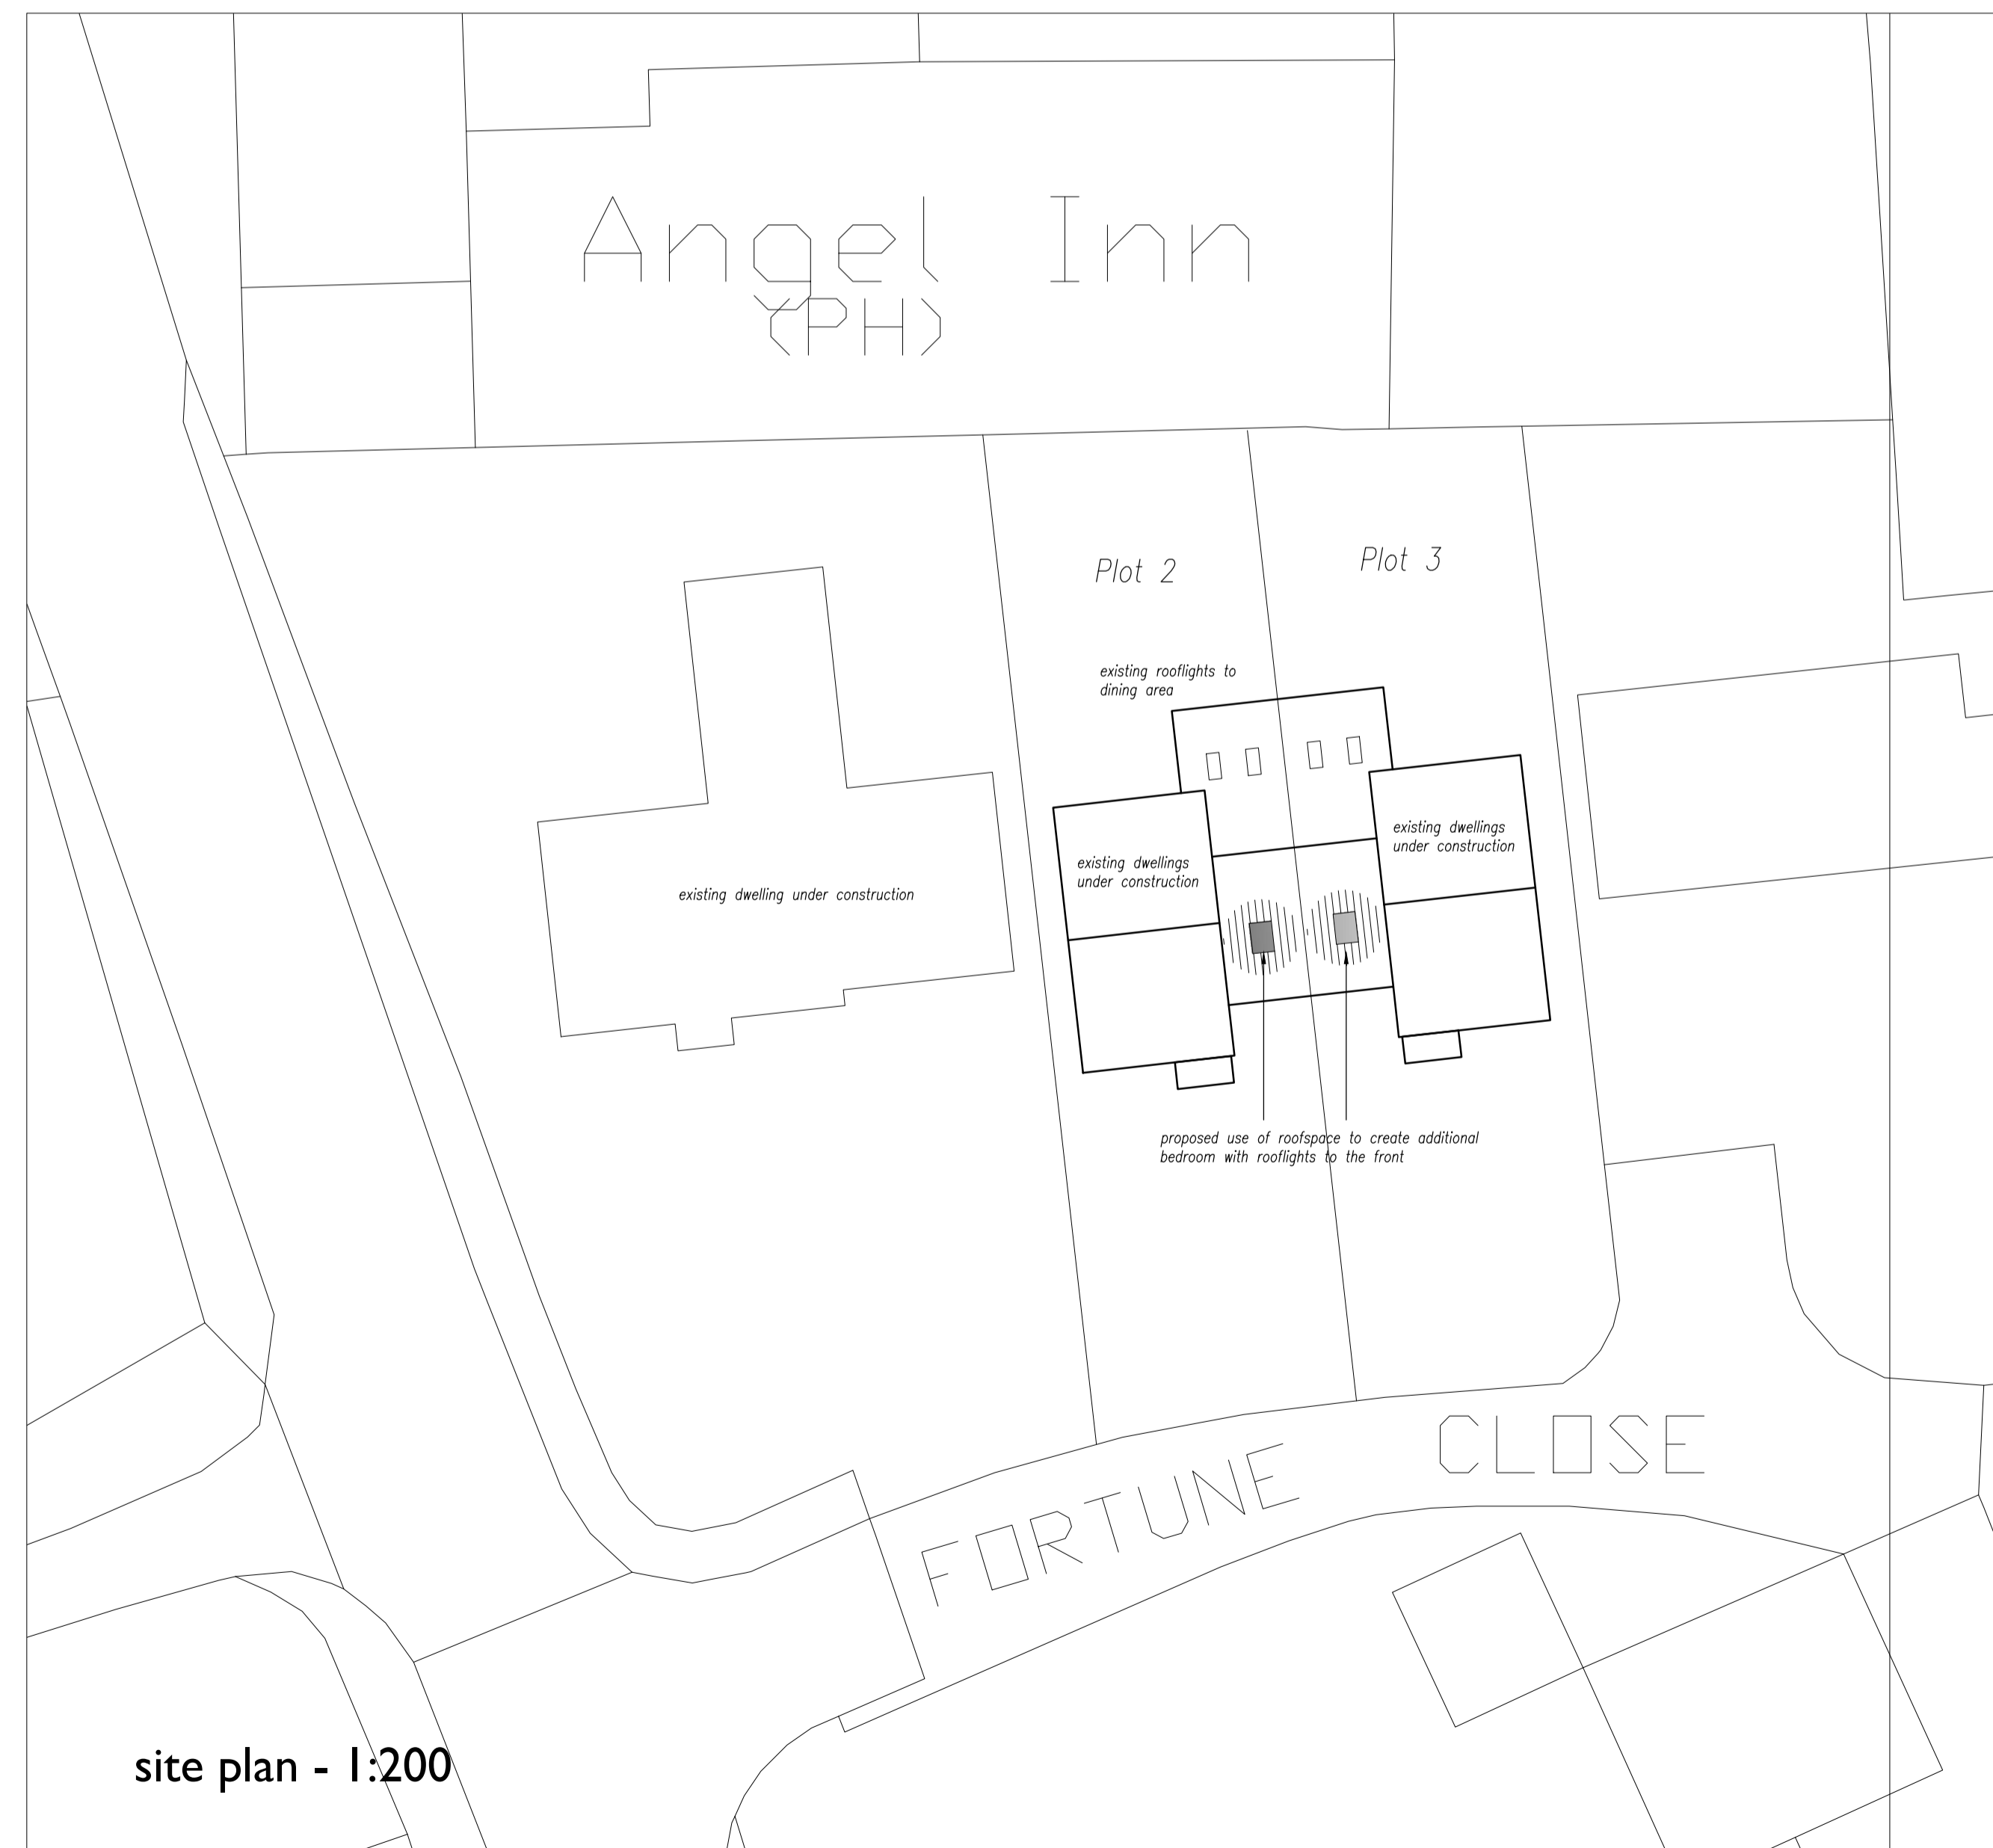 Angel Inn
(PH)
Plot 2
Plot 3
existing rooflights to
dining area
existing dwellings
under construction
existing dwellings
under construction
existing dwelling under construction
proposed use of roofspace to create additional
bedroom with rooflights to the front
FORTUNE CLOSE
site plan - 1:200